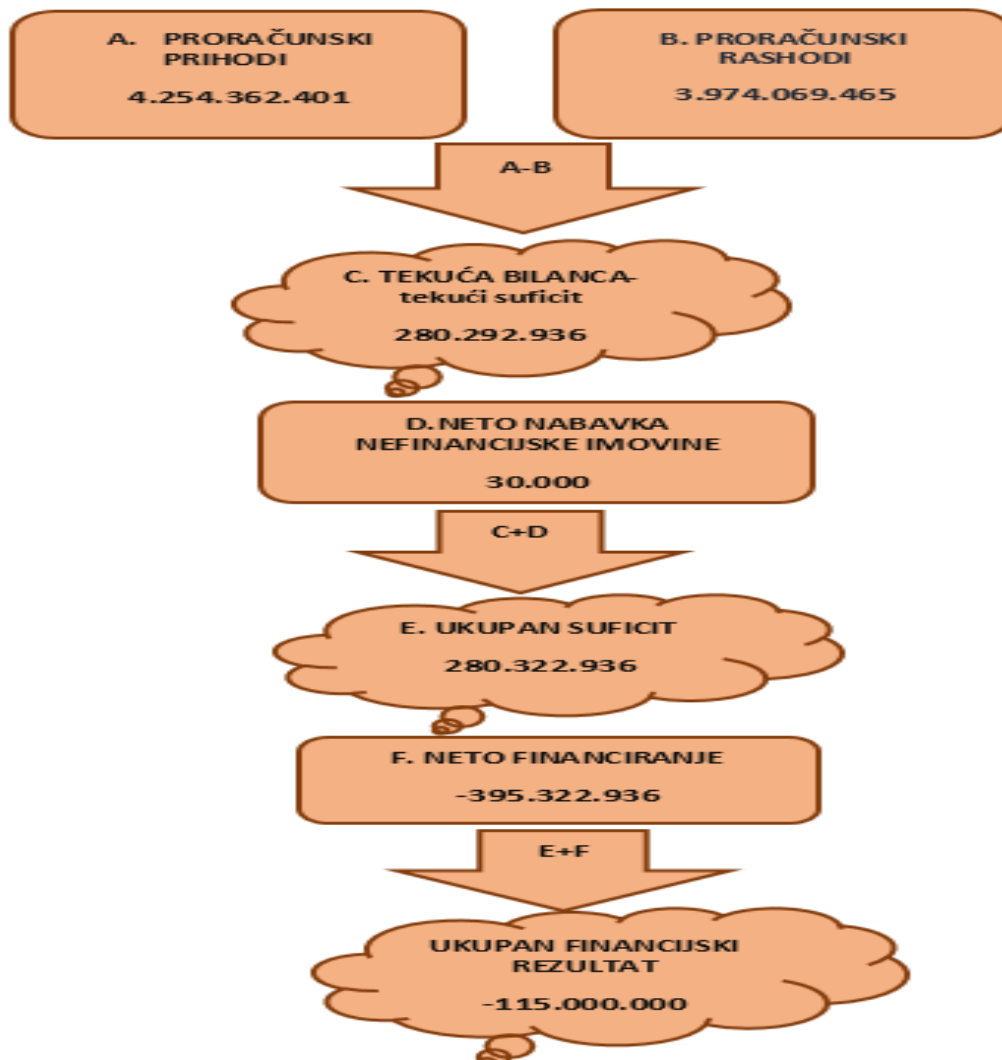 A. PRORAČUNSKI
PRIHODI
4.254.362.401
B. PRORAČUNSKI
RASHODI
3.974.069.465
A-B
C. TEKUĆA BILANCA-
tekući suficit
280.292.936
D.NETO NABAVKA
NEFINANCIJSKE IMOVINE
30.000
C+D
E. UKUPAN SUFICIT
280.322.936
F. NETO FINANCIRANJE
-395.322.936
E+F
UKUPAN FINANCIJSKI
REZULTAT
-115.000.000